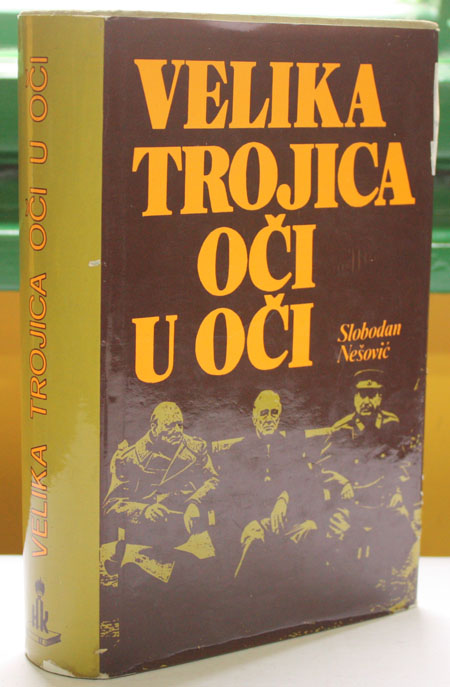 VELIKA
TROJICA
OČI
U OČI
Slobodan
Nešović
VELIKA TROJICA OČI U OČI